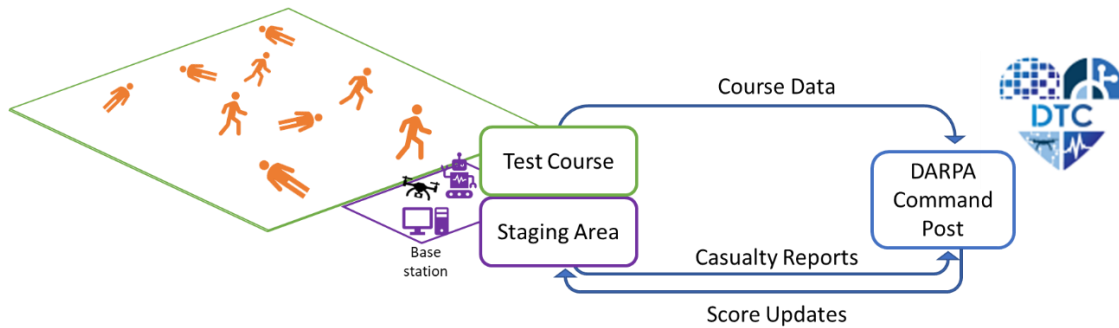 Course Data
DTC
Test Course
DARPA
Command
Post
Staging Area
Base
station
Casualty Reports
Score Updates